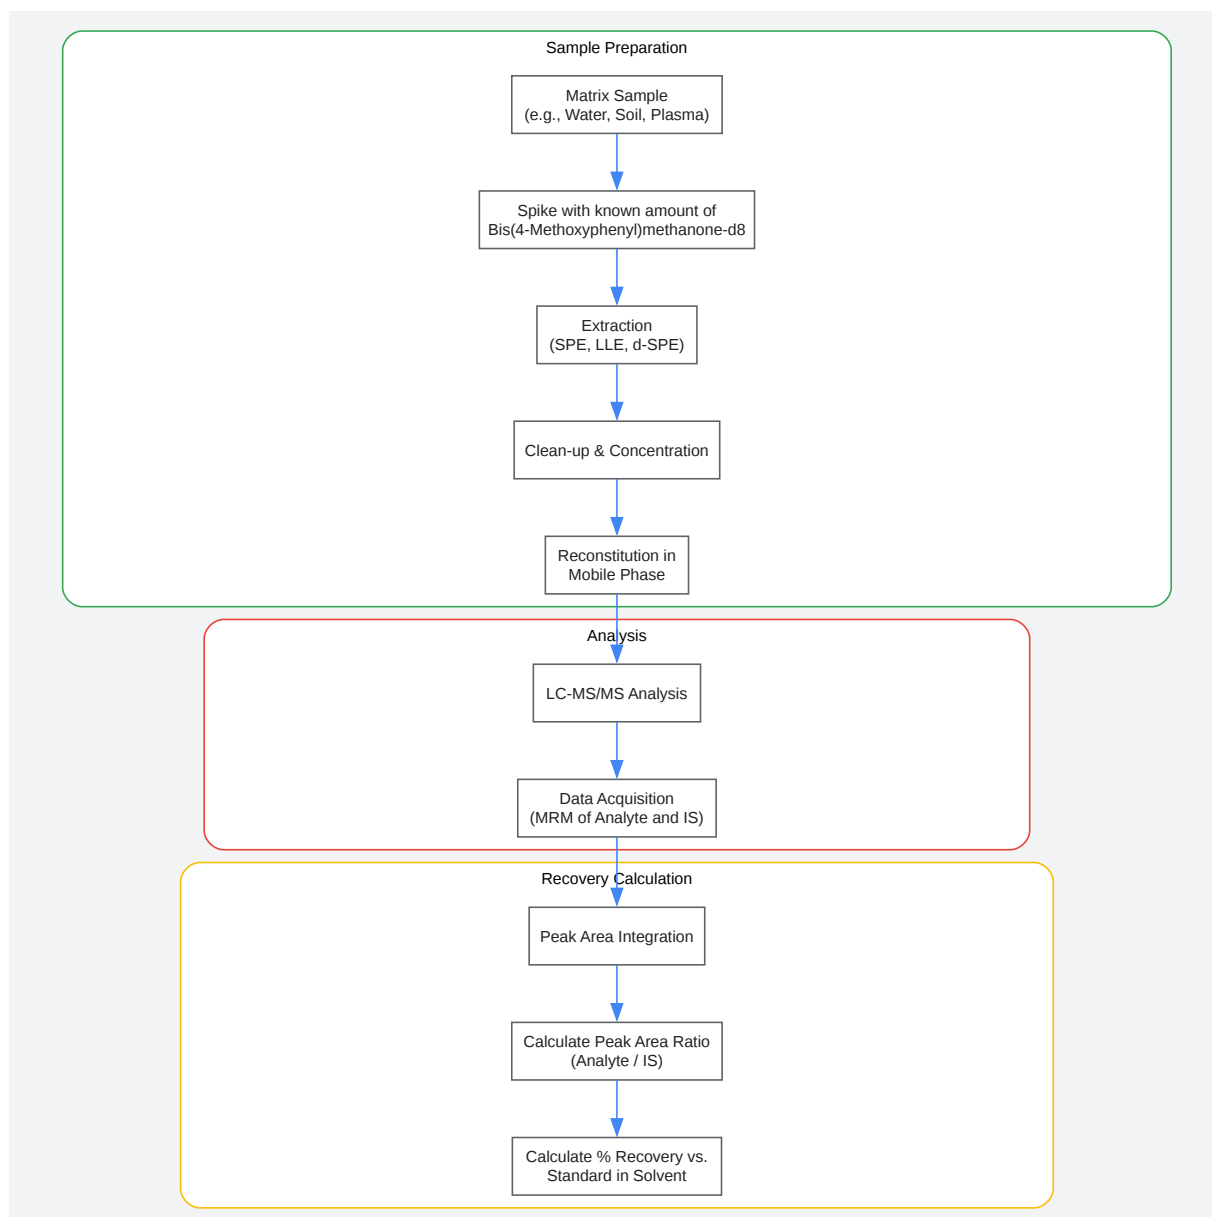 Sample Preparation
Matrix Sample
(e.g., Water, Soil, Plasma)
Spike with known amount of
Bis(4-Methoxyphenyl)methanone-d8
Extraction
(SPE, LLE, d-SPE)
Clean-up & Concentration
Reconstitution in
Mobile Phase
Analysis
LC-MS/MS Analysis
Data Acquisition
(MRM of Analyte and IS)
Recovery Calculation
Peak Area Integration
Calculate Peak Area Ratio
(Analyte / IS)
Calculate % Recovery vs.
Standard in Solvent